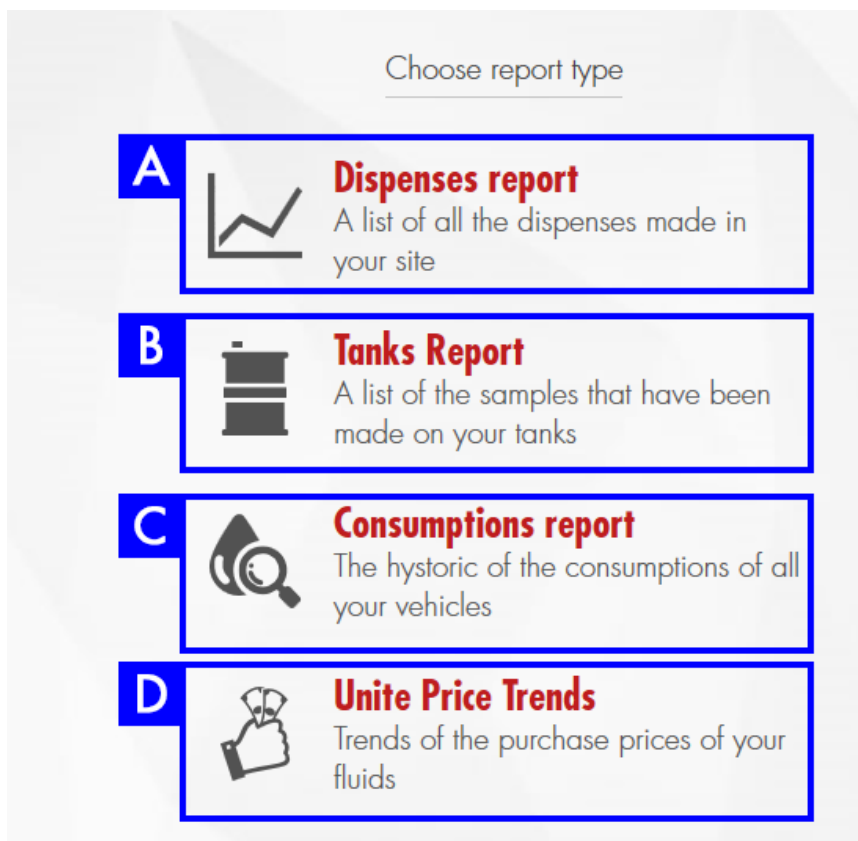 Choose report type
A
Dispenses report
A list of all the dispenses made in
your site
B
Tanks Report
A list of the samples that have been
made on your tanks
C
Consumptions report
The hystoric of the consumptions of all
your vehicles
D
Unite Price Trends
Trends of the purchase prices of your
fluids